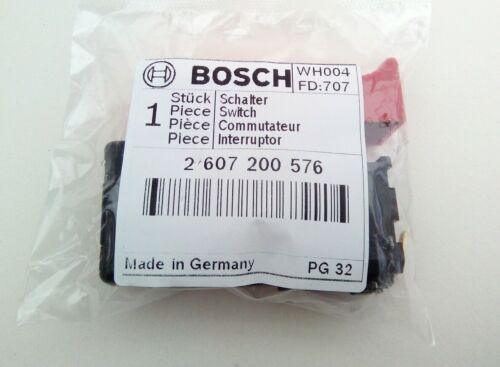 BOSCH
WH004
FD:707
1
Stück Schalter
Piece Switch
Pièce Commutateur
Piece Interruptor
2 607 200 576
Made in Germany
PG 32